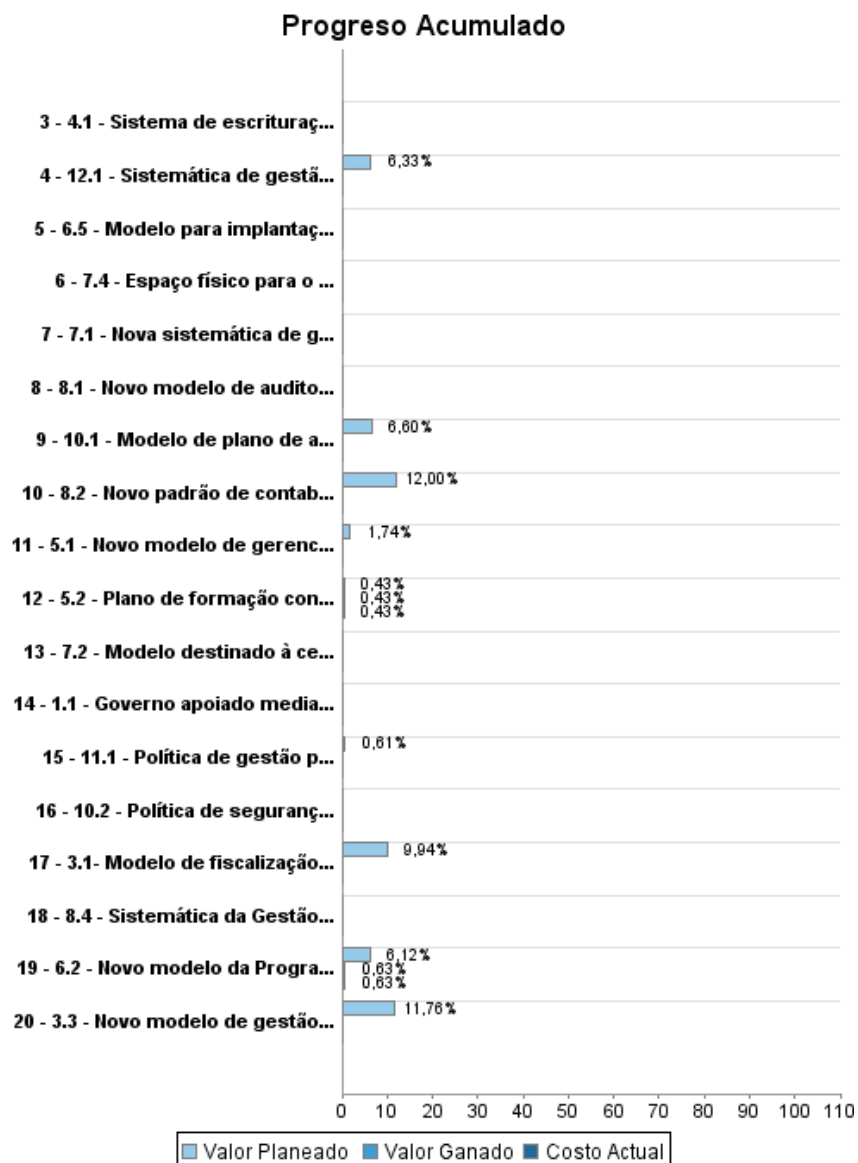 Progreso Acumulado
3 - 4.1 - Sistema de escrituraç...
4 - 12.1 - Sistemática de gestã...
6,33%
5 - 6.5 - Modelo para implantaç...
6 - 7.4 - Espaço físico para o ...
7 - 7.1 - Nova sistemática de g...
8 - 8.1 - Novo modelo de audito...
9 - 10.1 - Modelo de plano de a...
6,60%
10 - 8.2 - Novo padrão de contab...
12,00%
11 - 5.1 - Novo modelo de gerenc...
1,74%
12 - 5.2 - Plano de formação con...
0,43%
0,43%
0,43%
13 - 7.2 - Modelo destinado à ce...
14 - 1.1 - Governo apoiado media...
15 - 11.1 - Política de gestão p...
0,61%
16 - 10.2 - Política de seguranç...
17 - 3.1- Modelo de fiscalização...
9,94%
18 - 8.4 - Sistemática da Gestão...
19 - 6.2 - Novo modelo da Progra...
6,12%
0,63%
0,63%
20 - 3.3 - Novo modelo de gestão...
11,76%
0 10 20 30 40 50 60 70 80 90 100 110
Valor Planeado Valor Ganado Costo Actual